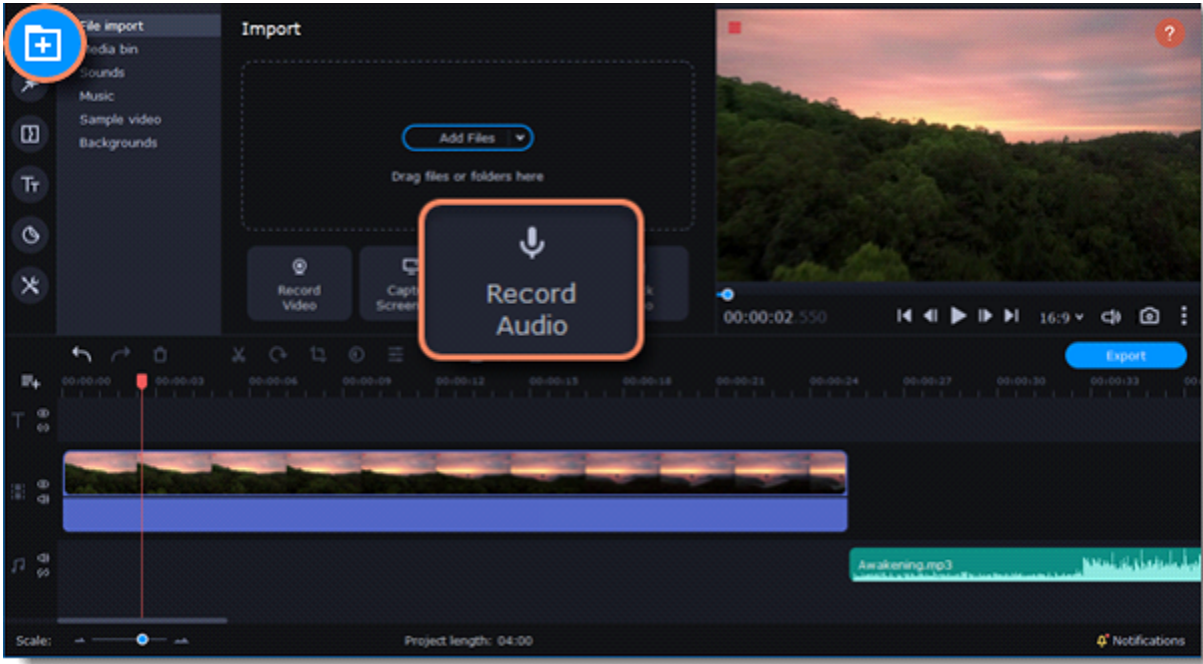 File import
Media bin
Sounds
Music
Sample video
Backgrounds
Import
Add Files
Drag files or folders here
Record
Video
Record
Audio
?
00:00:02.550
16:9
Export
00:00:00 00:00:03 00:00:06 00:00:09 00:00:12 00:00:15 00:00:18 00:00:21 00:00:24 00:00:27 00:00:30 00:00:33
Awakening.mp3
Scale:
Project length: 04:00
Notifications